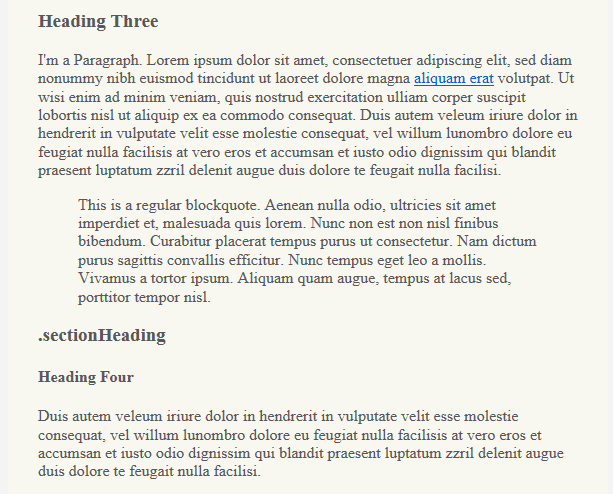 Heading Three
I'm a Paragraph. Lorem ipsum dolor sit amet, consectetuer adipiscing elit, sed diam
nonummy nibh euismod tincidunt ut laoreet dolore magna aliquam erat volutpat. Ut
wisi enim ad minim veniam, quis nostrud exercitation ulliam corper suscipit
lobortis nisl ut aliquip ex ea commodo consequat. Duis autem veleum iriure dolor in
hendrerit in vulputate velit esse molestie consequat, vel willum lunombro dolore eu
feugiat nulla facilisis at vero eros et accumsan et iusto odio dignissim qui blandit
praesent luptatum zzril delenit augue duis dolore te feugait nulla facilisi.
This is a regular blockquote. Aenean nulla odio, ultricies sit amet
imperdiet et, malesuada quis lorem. Nunc non est non nisl finibus
bibendum. Curabitur placerat tempus purus ut consectetur. Nam dictum
purus sagittis convallis efficitur. Nunc tempus eget leo a mollis.
Vivamus a tortor ipsum. Aliquam quam augue, tempus at lacus sed,
porttitor tempor nisl.
.sectionHeading
Heading Four
Duis autem veleum iriure dolor in hendrerit in vulputate velit esse molestie
consequat, vel willum lunombro dolore eu feugiat nulla facilisis at vero eros et
accumsan et iusto odio dignissim qui blandit praesent luptatum zzril delenit augue
duis dolore te feugait nulla facilisi.